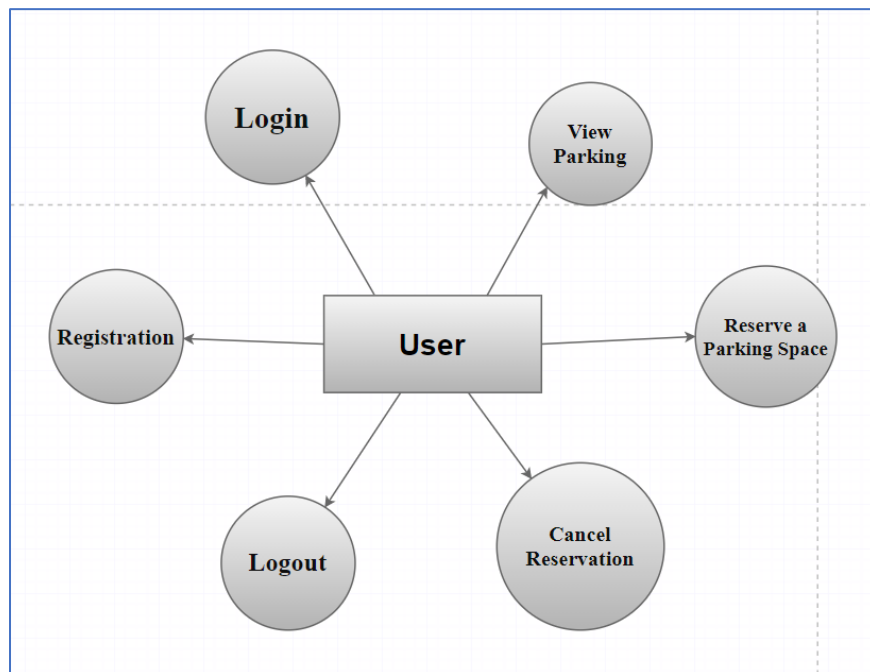 Login
View
Parking
Registration
User
Reserve a
Parking Space
Logout
Cancel
Reservation